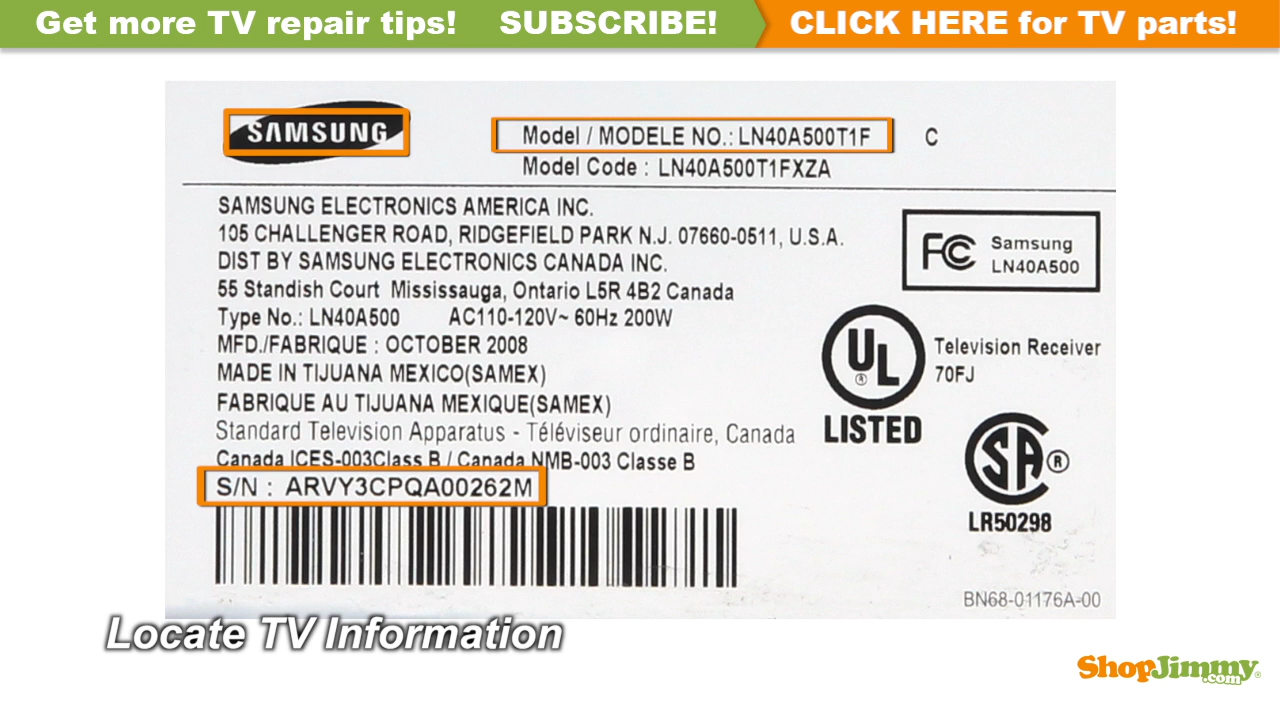 Get more TV repair tips! SUBSCRIBE! CLICK HERE for TV parts!
SAMSUNG
Model / MODELE NO.: LN40A500T1F C
Model Code : LN40A500T1FXZA
SAMSUNG ELECTRONICS AMERICA INC.
105 CHALLENGER ROAD, RIDGEFIELD PARK N.J. 07660-0511, U.S.A.
DIST BY SAMSUNG ELECTRONICS CANADA INC.
55 Standish Court Mississauga, Ontario L5R 4B2 Canada
Type No.: LN40A500 AC110-120V~ 60Hz 200W
MFD./FABRIQUE : OCTOBER 2008
MADE IN TIJUANA MEXICO(SAMEX)
FABRIQUE AU TIJUANA MEXIQUE(SAMEX)
Standard Television Apparatus - Téléviseur ordinaire, Canada
Canada ICES-003Class B / Canada NMB-003 Classe B
S/N : ARVY3CPQA00262M
FC Samsung
LN40A500
UL ®
LISTED
Television Receiver
70FJ
SA ®
LR50298
BN68-01176A-00
Locate TV Information
ShopJimmy.com®